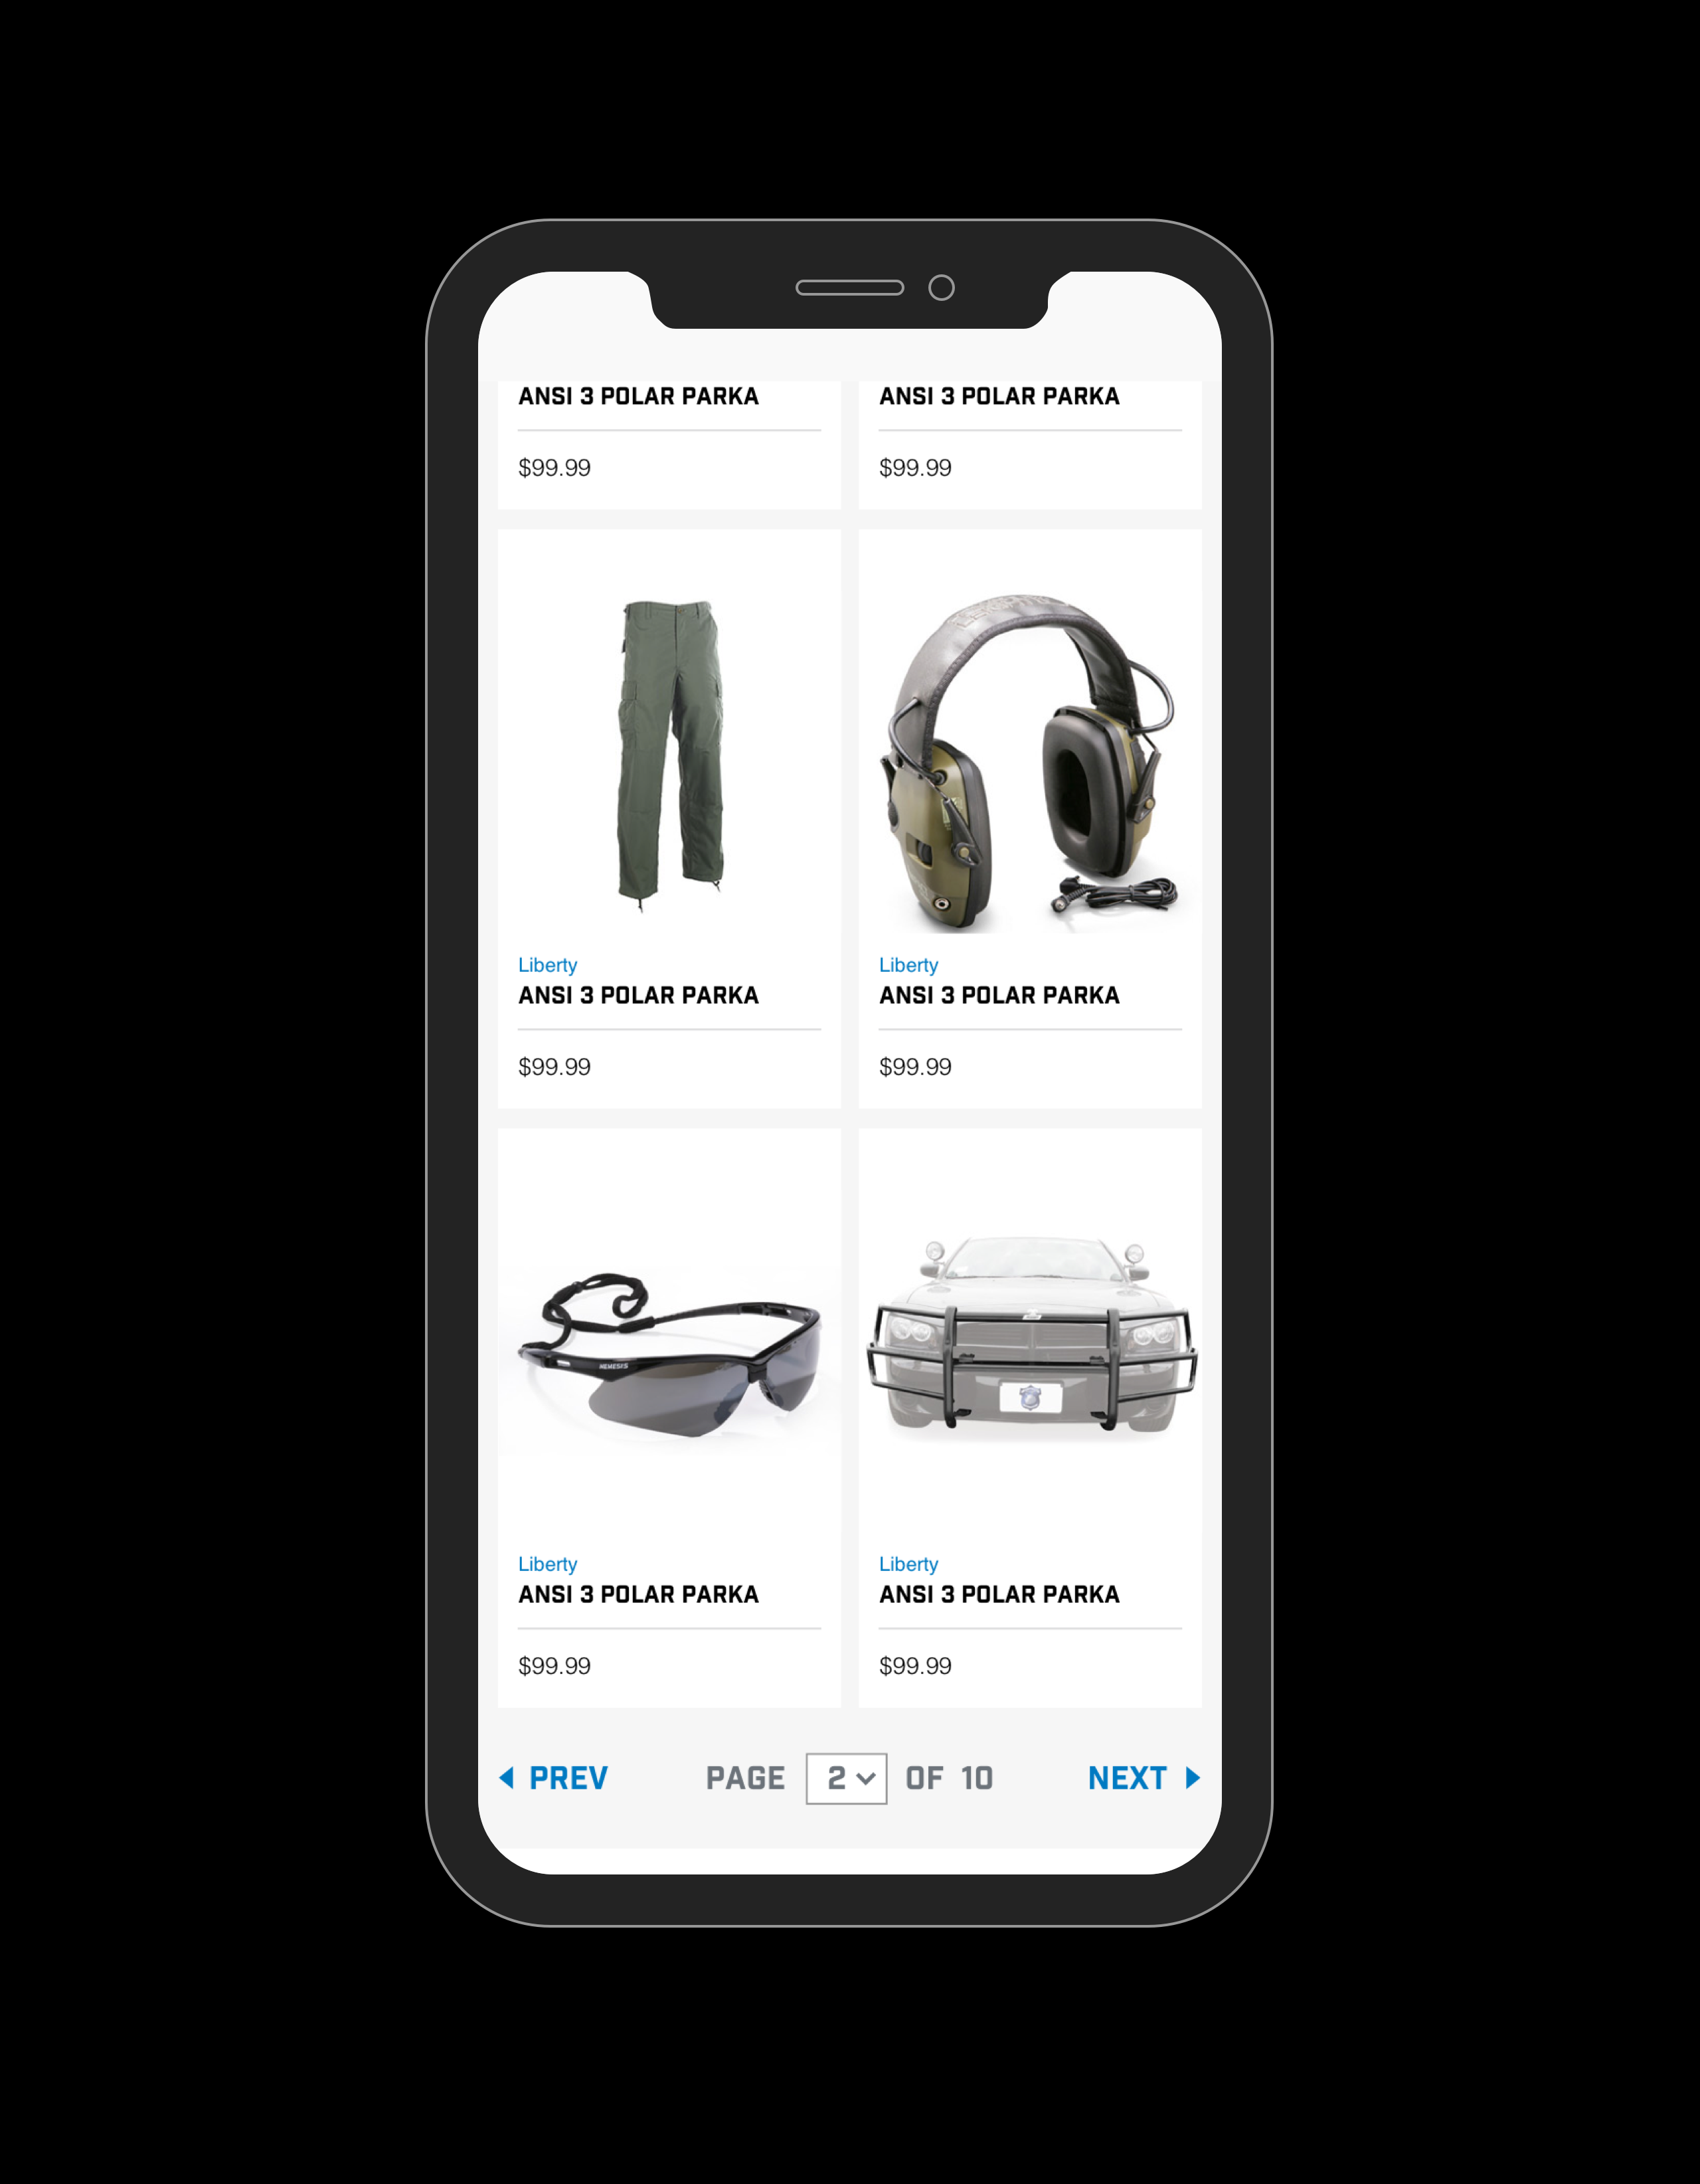 ANSI 3 POLAR PARKA
$99.99
ANSI 3 POLAR PARKA
$99.99
Liberty
ANSI 3 POLAR PARKA
$99.99
Liberty
ANSI 3 POLAR PARKA
$99.99
NEMESIS
Liberty
ANSI 3 POLAR PARKA
$99.99
Liberty
ANSI 3 POLAR PARKA
$99.99
PREV PAGE 2 OF 10 NEXT